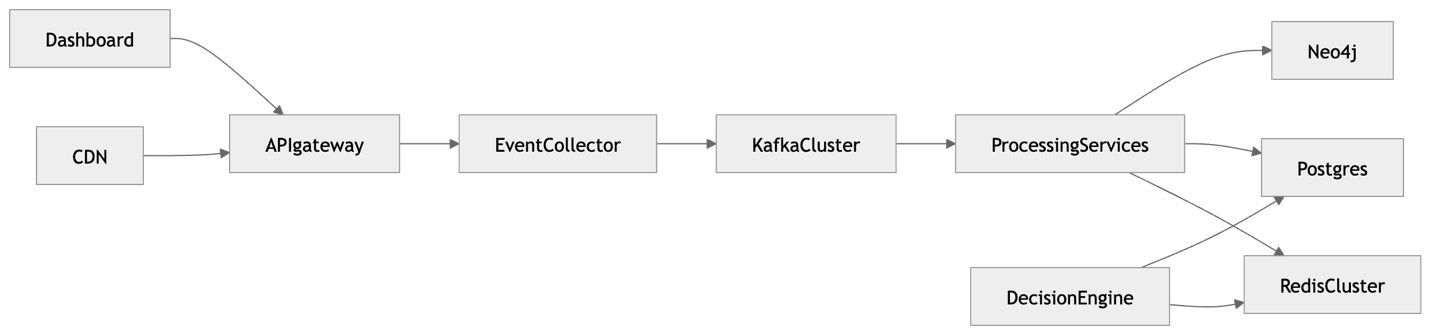 Dashboard
CDN
APIgateway
EventCollector
KafkaCluster
ProcessingServices
Neo4j
Postgres
DecisionEngine
RedisCluster